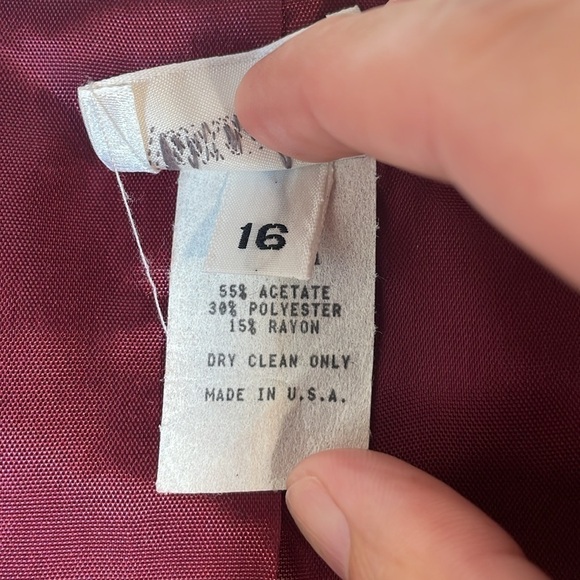 16
55% ACETATE
30% POLYESTER
15% RAYON
DRY CLEAN ONLY
MADE IN U.S.A.